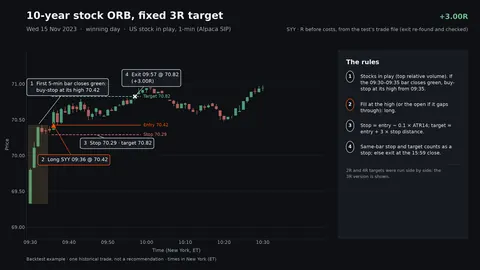 10-year stock ORB, fixed 3R target
+3.00R
Wed 15 Nov 2023 · winning day · US stock in play, 1-min (Alpaca SIP)
SYY · R before costs, from the test's trade file (exit re-found and checked)
4 Exit 09:57 @ 70.82
(+3.00R)
1 First 5-min bar closes green,
buy-stop at its high 70.42
Target 70.82
Entry 70.42
Stop 70.29
3 Stop 70.29 · target 70.82
2 Long SYY 09:36 @ 70.42
Price
71.00
70.50
70.00
69.50
69.00
09:30
09:40
09:50
10:00
10:10
10:20
10:30
Time (New York, ET)
The rules
1 Stocks in play (top relative volume). If
the 09:30–09:35 bar closes green, buy-
stop at its high from 09:35.
2 Fill at the high (or the open if it gaps
through): long.
3 Stop = entry − 0.1 × ATR14; target =
entry + 3 × stop distance.
4 Same-bar stop and target counts as a
stop; else exit at the 15:59 close.
2R and 6R targets were run side by side; the
3R version is shown.
Backtest example · one historical trade, not a recommendation · times in New York (ET)